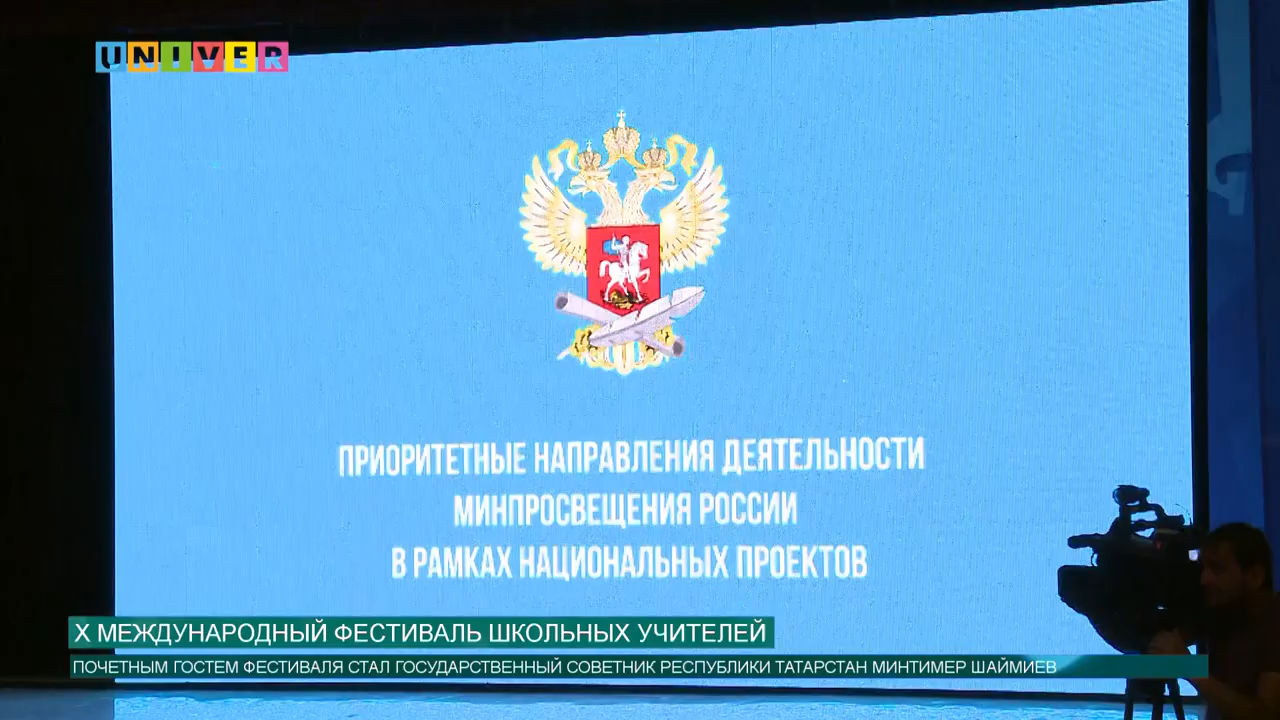 UNIVER
ПРИОРИТЕТНЫЕ НАПРАВЛЕНИЯ ДЕЯТЕЛЬНОСТИ
МИНПРОСВЕЩЕНИЯ РОССИИ
В РАМКАХ НАЦИОНАЛЬНЫХ ПРОЕКТОВ
X МЕЖДУНАРОДНЫЙ ФЕСТИВАЛЬ ШКОЛЬНЫХ УЧИТЕЛЕЙ
ПОЧЕТНЫМ ГОСТЕМ ФЕСТИВАЛЯ СТАЛ ГОСУДАРСТВЕННЫЙ СОВЕТНИК РЕСПУБЛИКИ ТАТАРСТАН МИНТИМЕР ШАЙМИЕВ